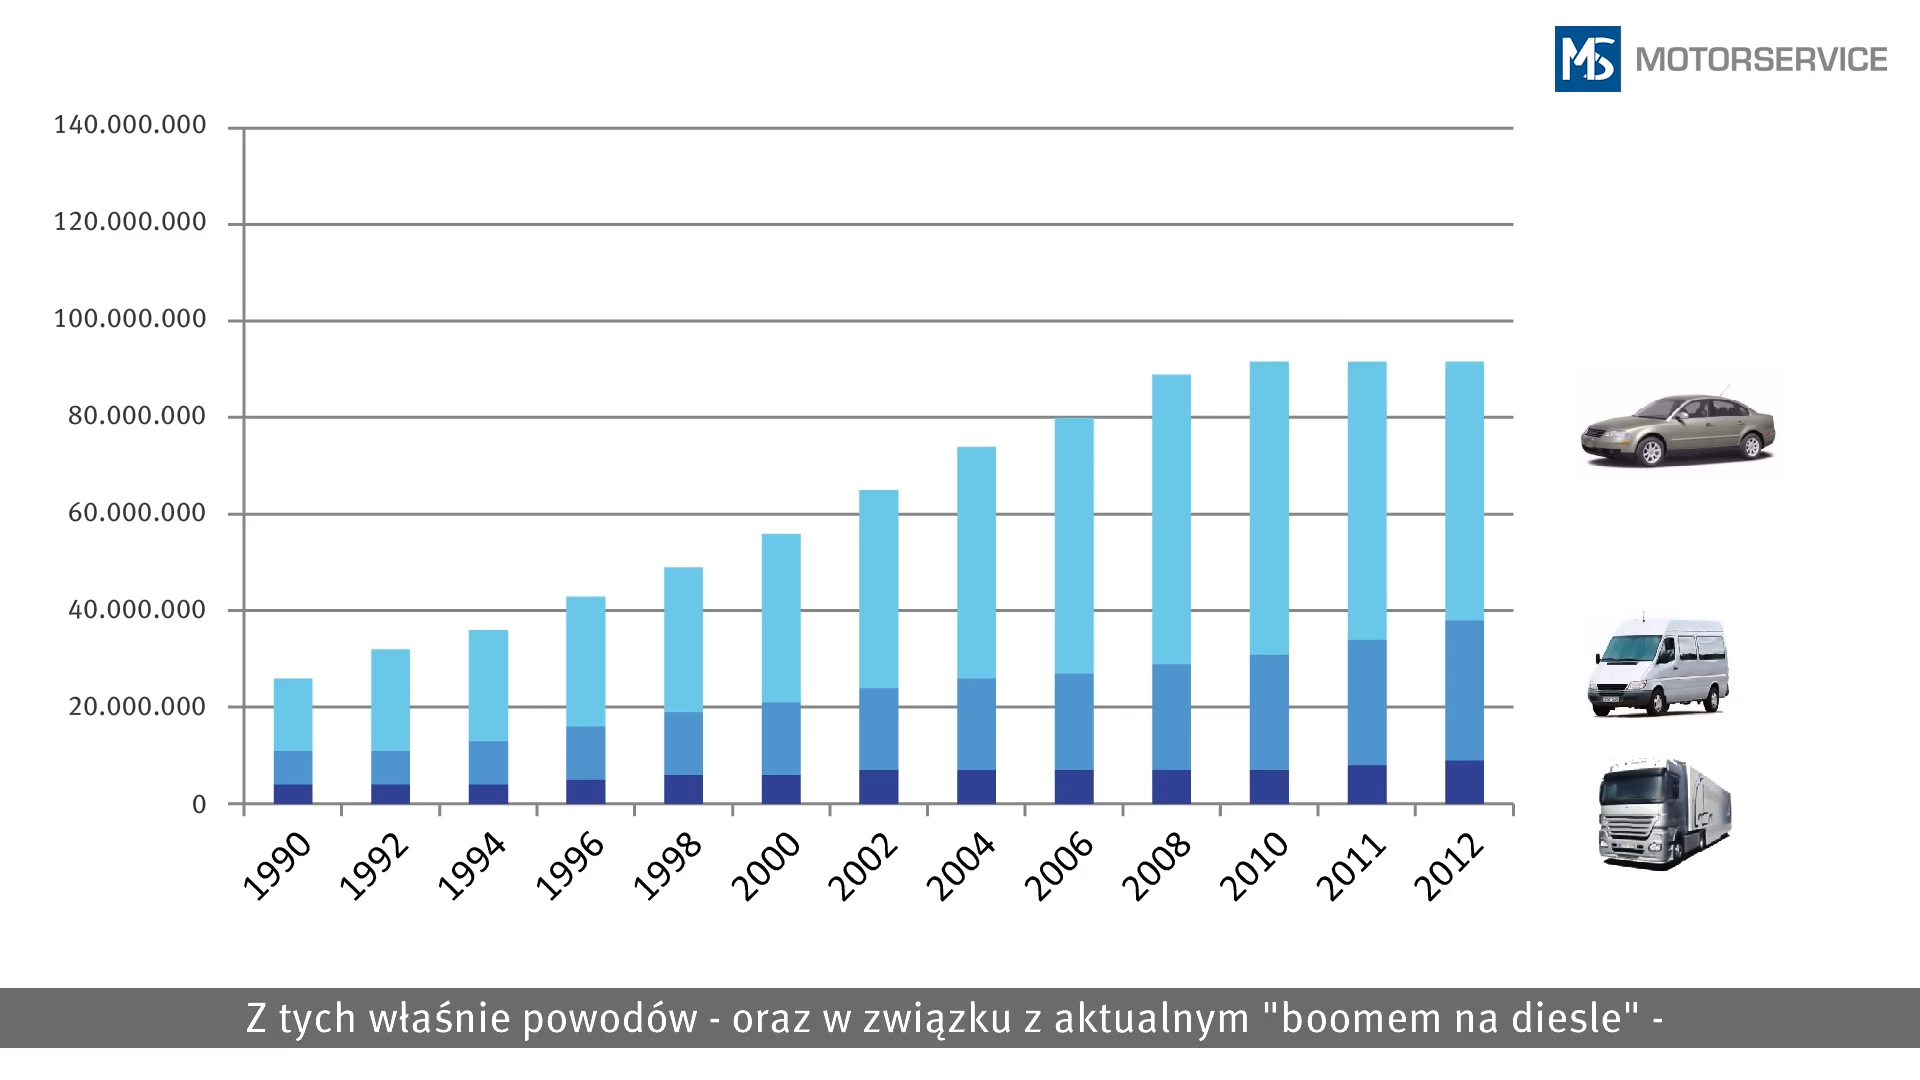 MS MOTORSERVICE
140.000.000
120.000.000
100.000.000
80.000.000
60.000.000
40.000.000
20.000.000
0
1990 1992 1994 1996 1998 2000 2002 2004 2006 2008 2010 2011 2012
Z tych właśnie powodów - oraz w związku z aktualnym "boomem na diesle" -